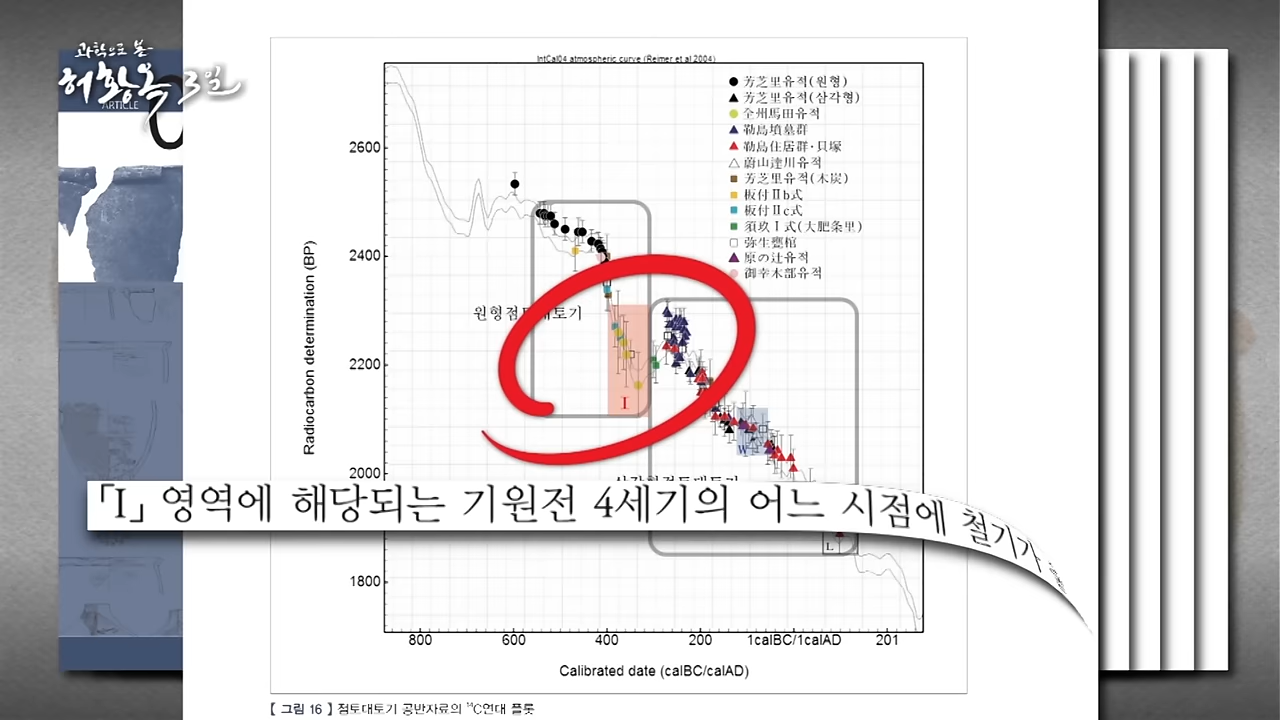 과학으로 본
허황옥 3일
ARTICLE
IntCal04 atmospheric curve (Reimer et al 2004)
芳芝里유적(원형)
芳芝里유적(삼각형)
全州馬田유적
勒島墳墓群
勒島住居群·貝塚
蔚山達川유적
芳芝里유적(木炭)
板付Ⅱb式
板付Ⅱc式
須玖Ⅰ式(大肥条里)
弥生甕棺
原の辻유적
御幸木部유적
2600
2400
2200
2000
1800
Radiocarbon determination (BP)
원형점토대토기
I
「I」 영역에 해당되는 기원전 4세기의 어느 시점에 철기가
L
800
600
400
200
1calBC/1calAD
201
Calibrated date (calBC/calAD)
【 그림 16 】 점토대토기 공반자료의 ¹⁴C연대 플롯